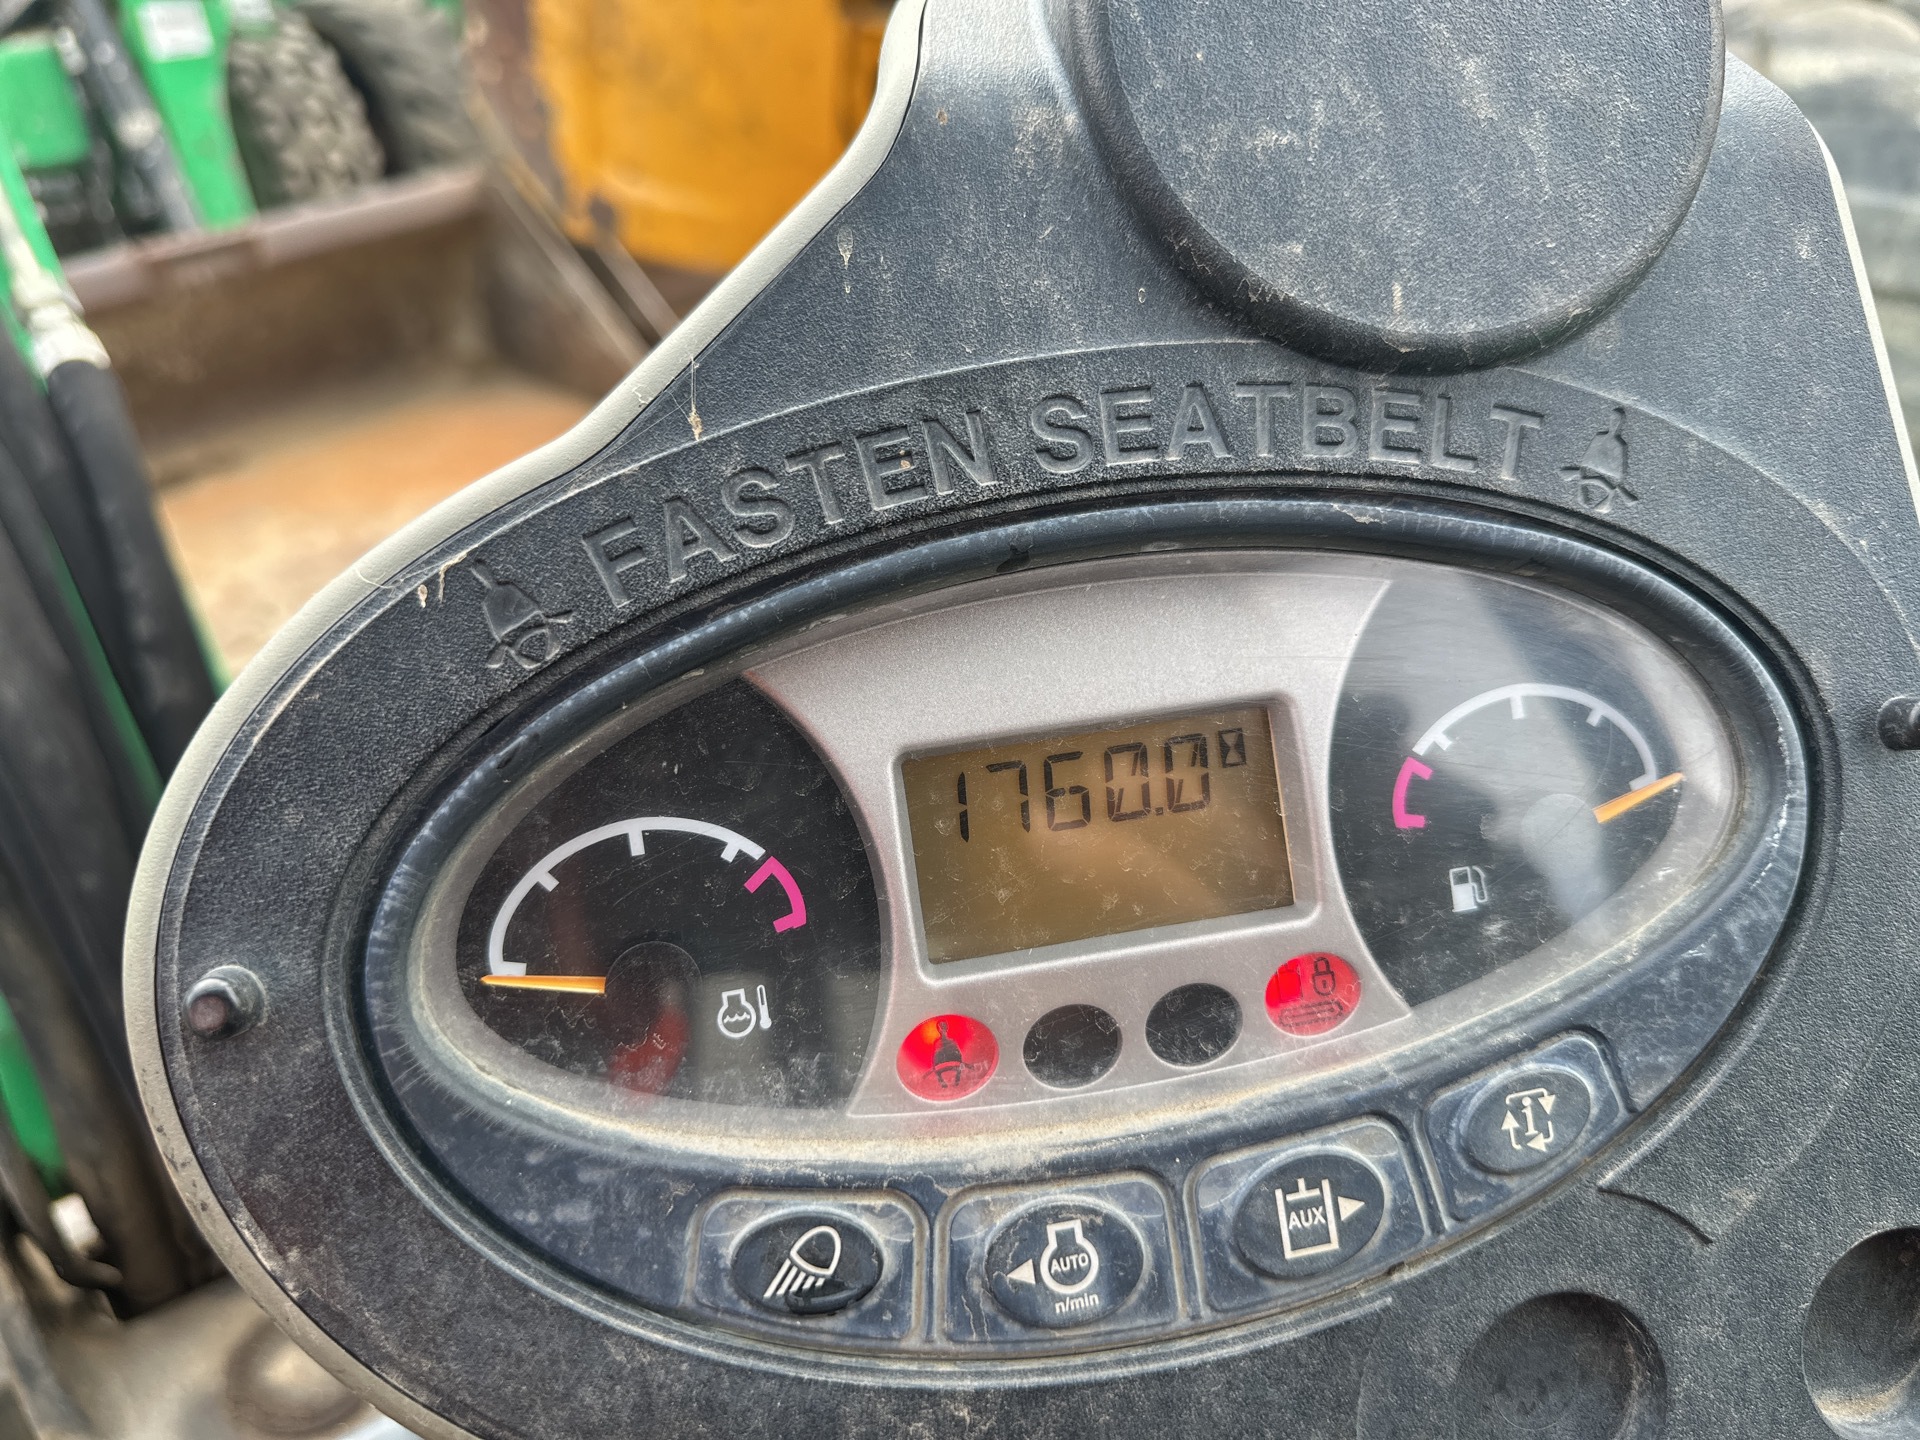 FASTEN SEATBELT
1760.0
AUTO
n/min
AUX
i